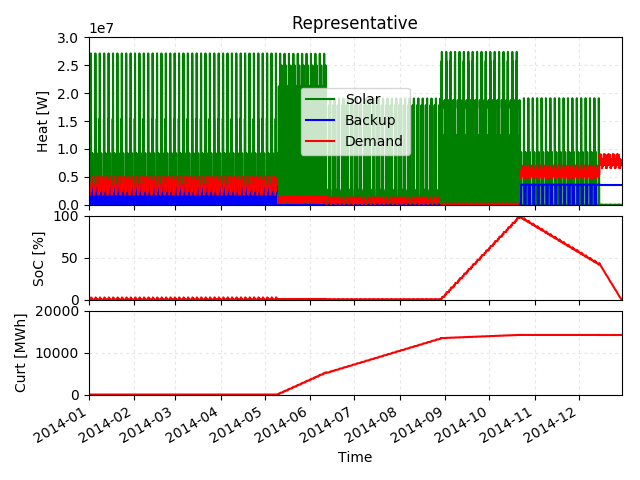 Representative
1e7
3.0
2.5
2.0
1.5
1.0
0.5
0.0
Heat [W]
Solar
Backup
Demand
100
50
0
SoC [%]
20000
10000
0
Curt [MWh]
2014-01
2014-02
2014-03
2014-04
2014-05
2014-06
2014-07
2014-08
2014-09
2014-10
2014-11
2014-12
Time